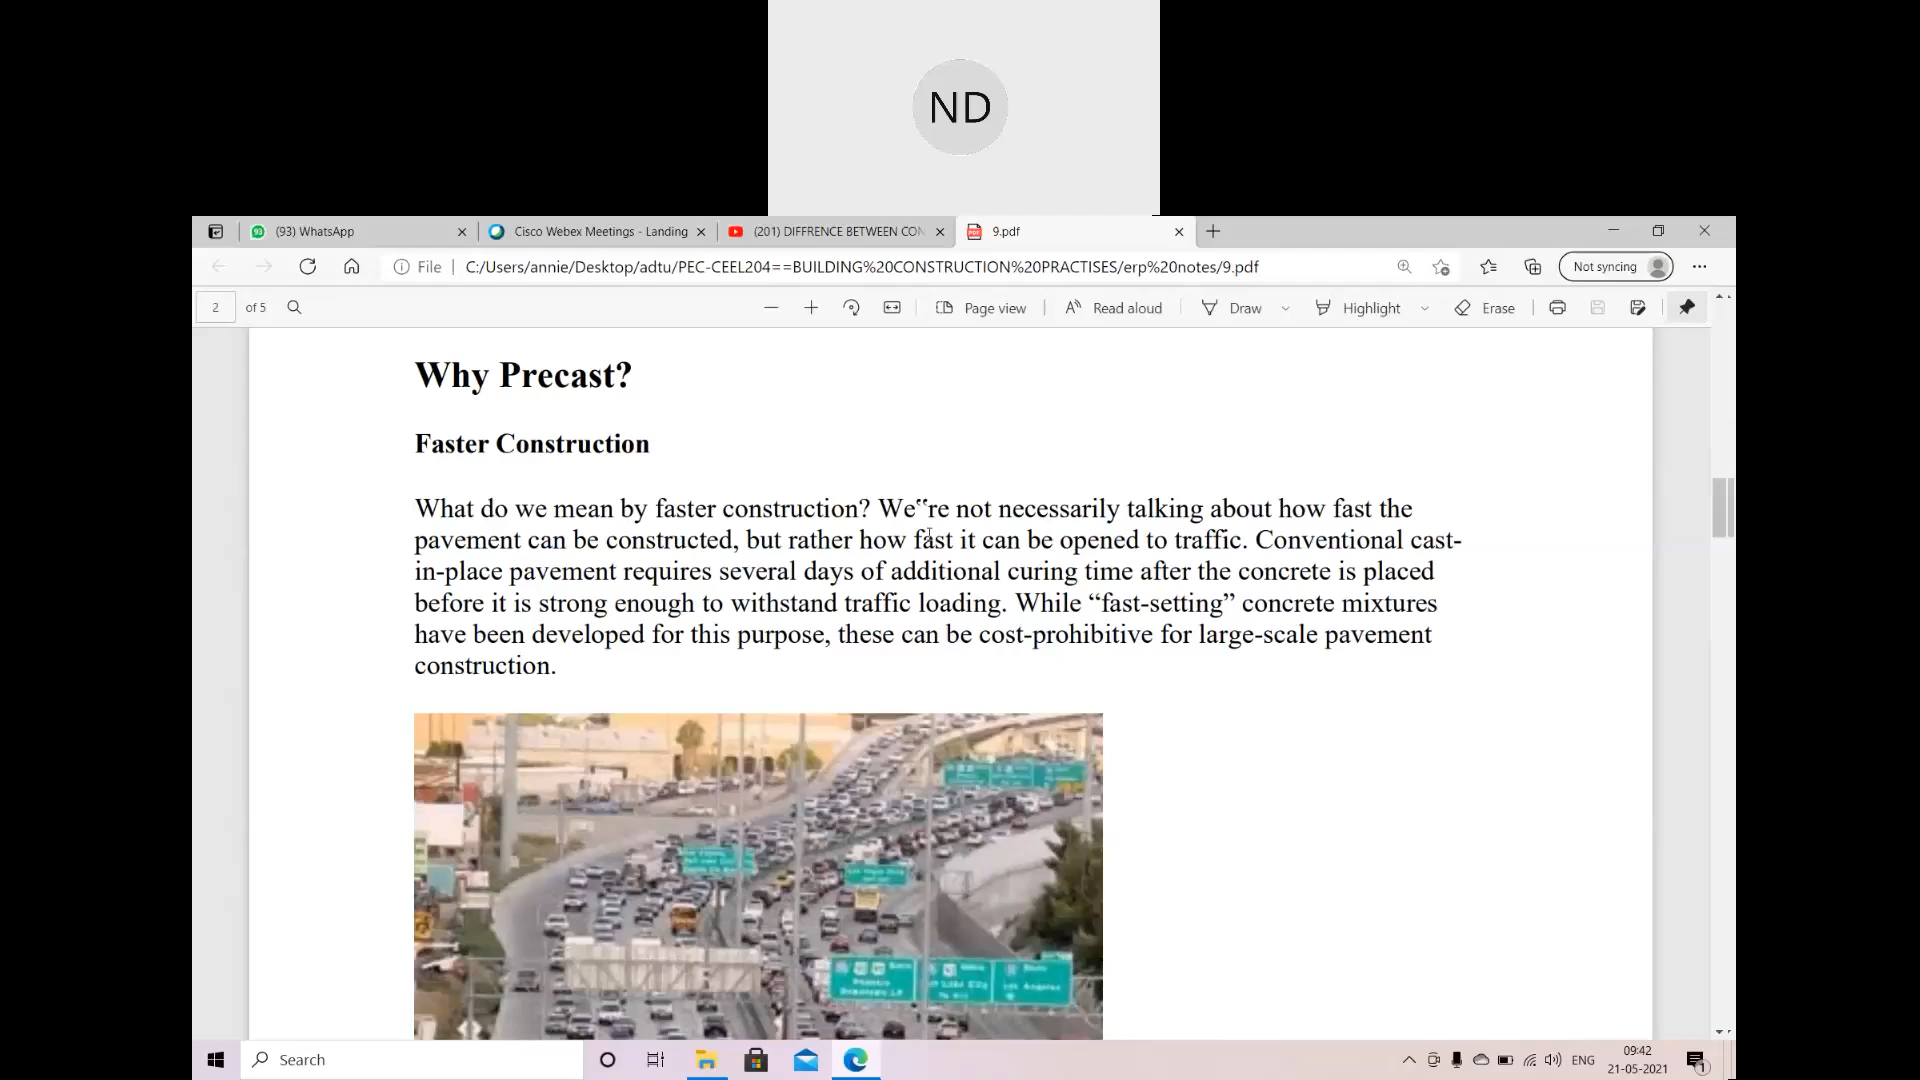 ND
(93) WhatsApp
Cisco Webex Meetings - Landing
(201) DIFFRENCE BETWEEN CON
9.pdf
File
C:/Users/annie/Desktop/adtu/PEC-CEEL204==BUILDING%20CONSTRUCTION%20PRACTISES/erp%20notes/9.pdf
Not syncing
2 of 5
Page view
Read aloud
Draw
Highlight
Erase
Why Precast?
Faster Construction
What do we mean by faster construction? We‟re not necessarily talking about how fast the
pavement can be constructed, but rather how fast it can be opened to traffic. Conventional cast-
in-place pavement requires several days of additional curing time after the concrete is placed
before it is strong enough to withstand traffic loading. While “fast-setting” concrete mixtures
have been developed for this purpose, these can be cost-prohibitive for large-scale pavement
construction.
Los Angeles
Search
ENG
09:42
21-05-2021
1